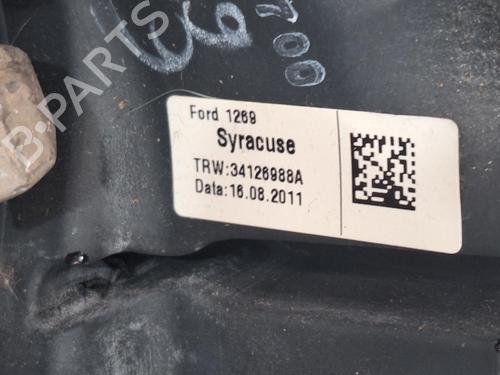 B-PARTS
Ford 1269
Syracuse
TRW:34126988A
Data:16.08.2011